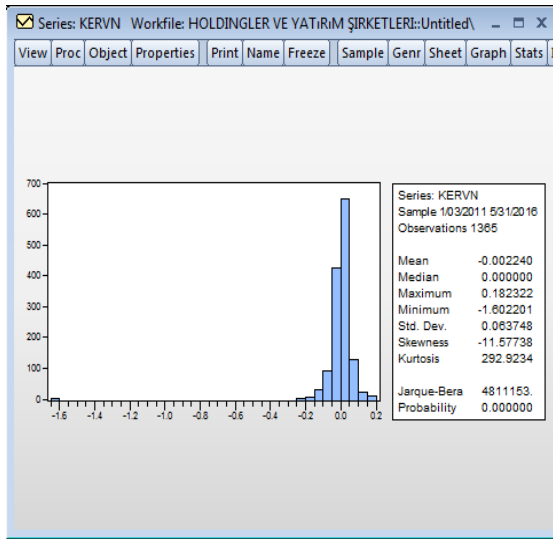 Series: KERVN Workfile: HOLDINGLER VE YATıRıM ŞIRKETLERI::Untitled\
View Proc Object Properties Print Name Freeze Sample Genr Sheet Graph Stats
700
600
500
400
300
200
100
0
-1.6 -1.4 -1.2 -1.0 -0.8 -0.6 -0.4 -0.2 0.0 0.2
Series: KERVN
Sample 1/03/2011 5/31/2016
Observations 1365
Mean -0.002240
Median 0.000000
Maximum 0.182322
Minimum -1.602201
Std. Dev. 0.063748
Skewness -11.57738
Kurtosis 292.9234
Jarque-Bera 4811153.
Probability 0.000000